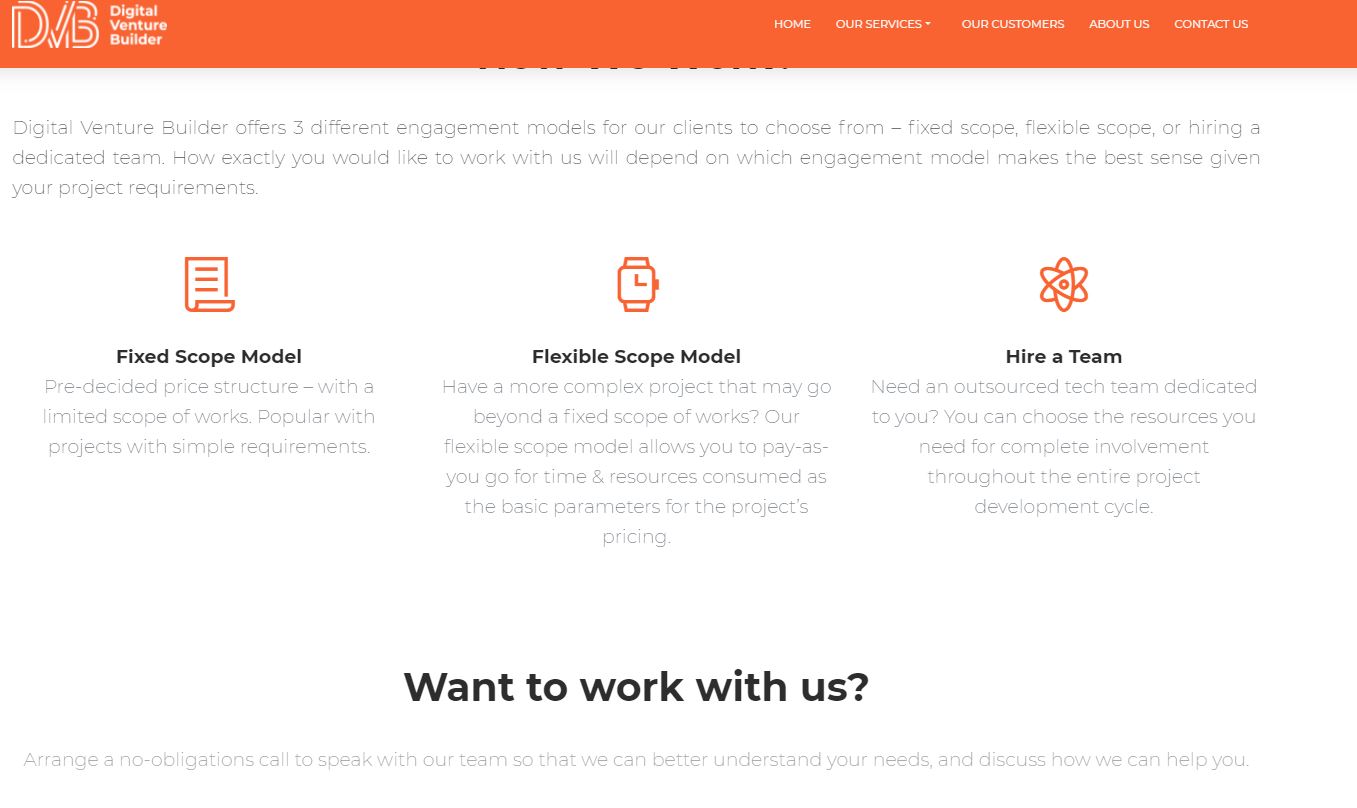 DVB Digital
Venture
Builder
HOME OUR SERVICES OUR CUSTOMERS ABOUT US CONTACT US
Digital Venture Builder offers 3 different engagement models for our clients to choose from – fixed scope, flexible scope, or hiring a
dedicated team. How exactly you would like to work with us will depend on which engagement model makes the best sense given
your project requirements.
Fixed Scope Model
Pre-decided price structure – with a
limited scope of works. Popular with
projects with simple requirements.
Flexible Scope Model
Have a more complex project that may go
beyond a fixed scope of works? Our
flexible scope model allows you to pay-as-
you go for time & resources consumed as
the basic parameters for the project’s
pricing.
Hire a Team
Need an outsourced tech team dedicated
to you? You can choose the resources you
need for complete involvement
throughout the entire project
development cycle.
Want to work with us?
Arrange a no-obligations call to speak with our team so that we can better understand your needs, and discuss how we can help you.